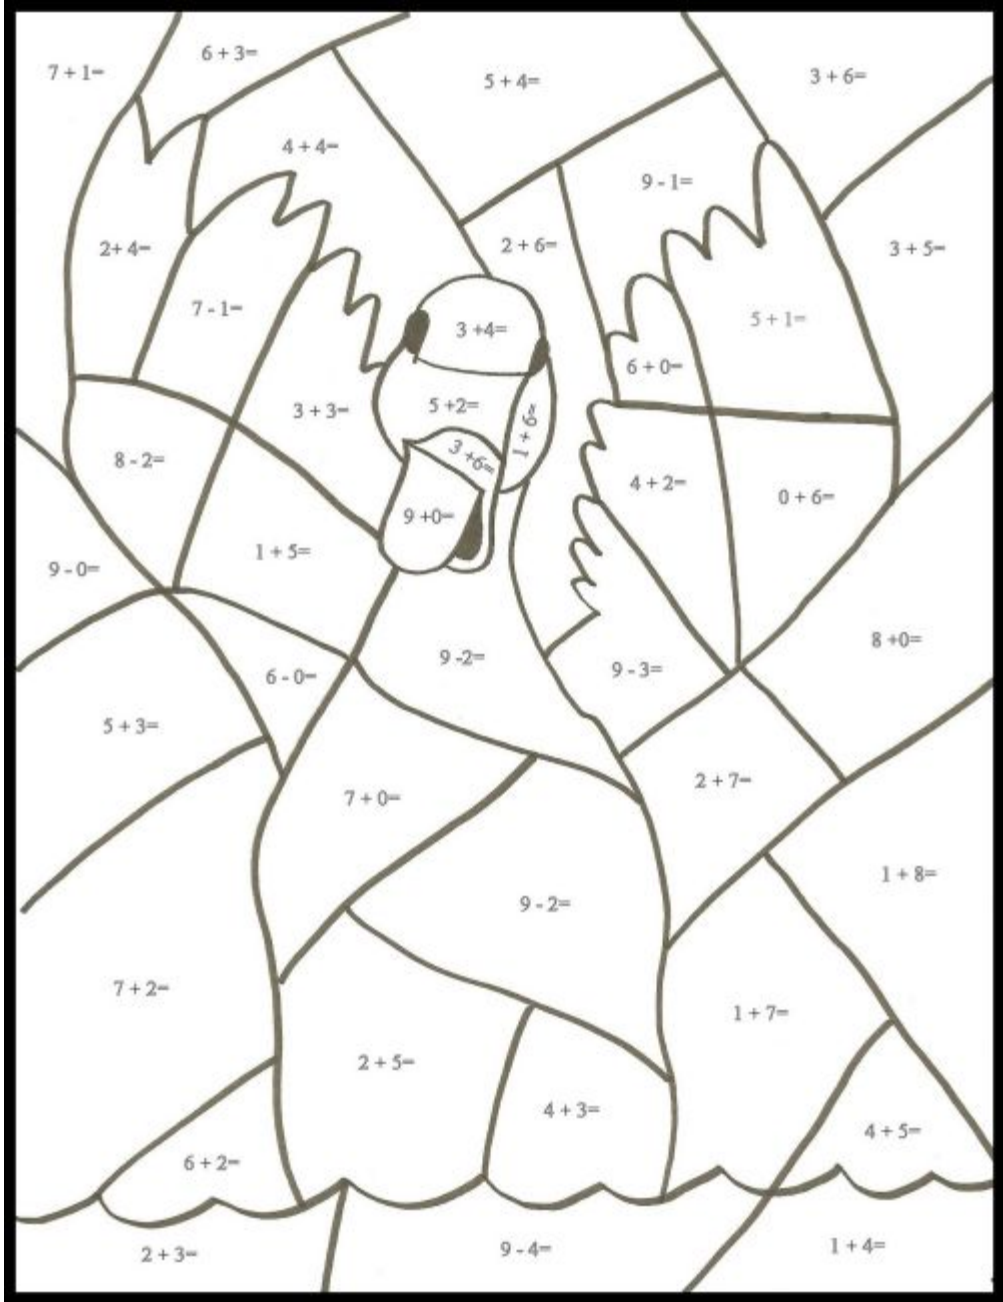 7 + 1=
6 + 3=
5 + 4=
3 + 6=
4 + 4=
9 - 1=
2+ 4=
2 + 6=
3 + 5=
7 - 1=
3 +4=
5 + 1=
6 + 0=
3 + 3=
5 +2=
1 + 6=
8 - 2=
3 +6=
4 + 2=
0 + 6=
9 +0=
1 + 5=
9 - 0=
8 +0=
9 -2=
9 - 3=
6 - 0=
5 + 3=
2 + 7=
7 + 0=
1 + 8=
9 - 2=
7 + 2=
1 + 7=
2 + 5=
4 + 3=
4 + 5=
6 + 2=
2 + 3=
9 - 4=
1 + 4=